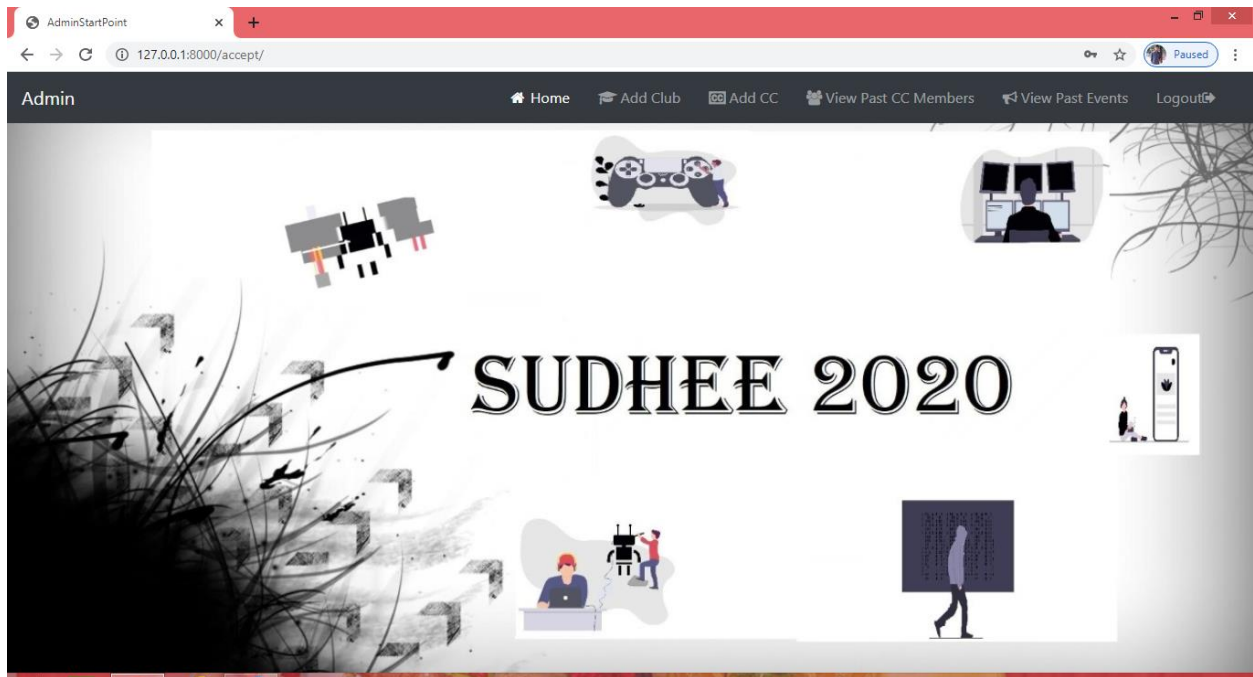 AdminStartPoint
127.0.0.1:8000/accept/
Paused
Admin Home Add Club CC Add CC View Past CC Members View Past Events Logout
SUDHEE 2020